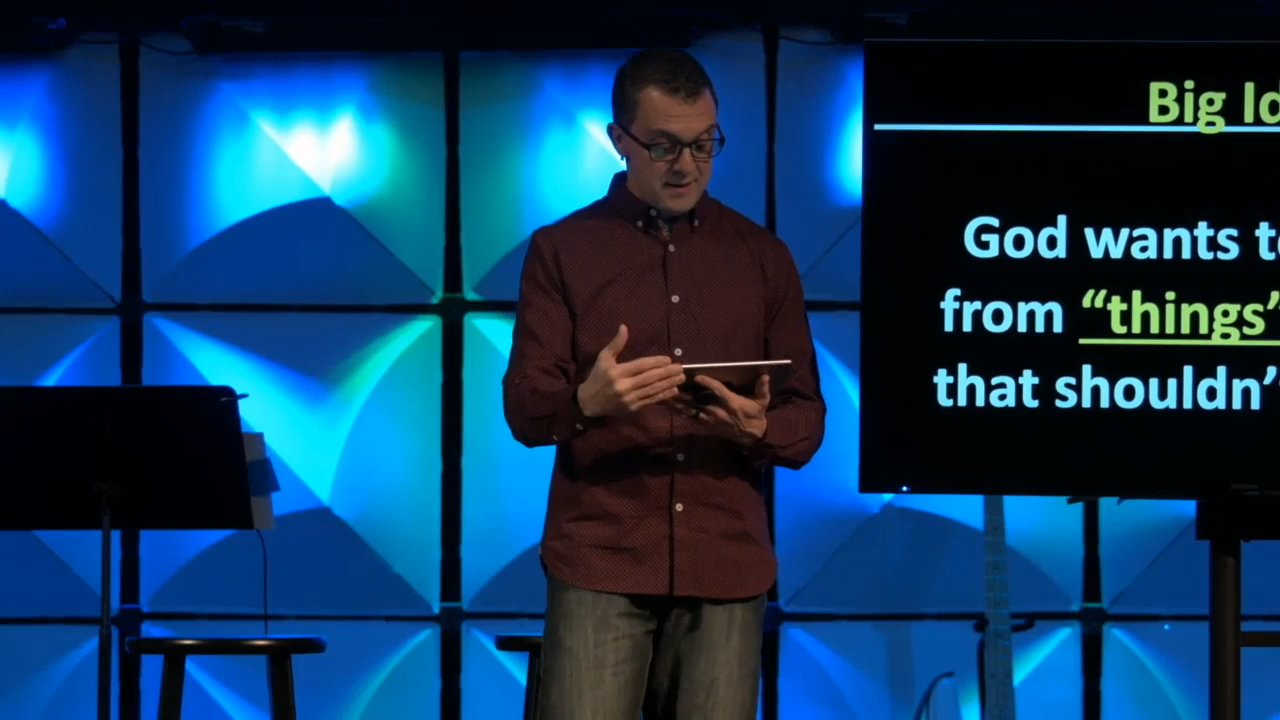 Big Id
God wants to
from “things”
that shouldn’t